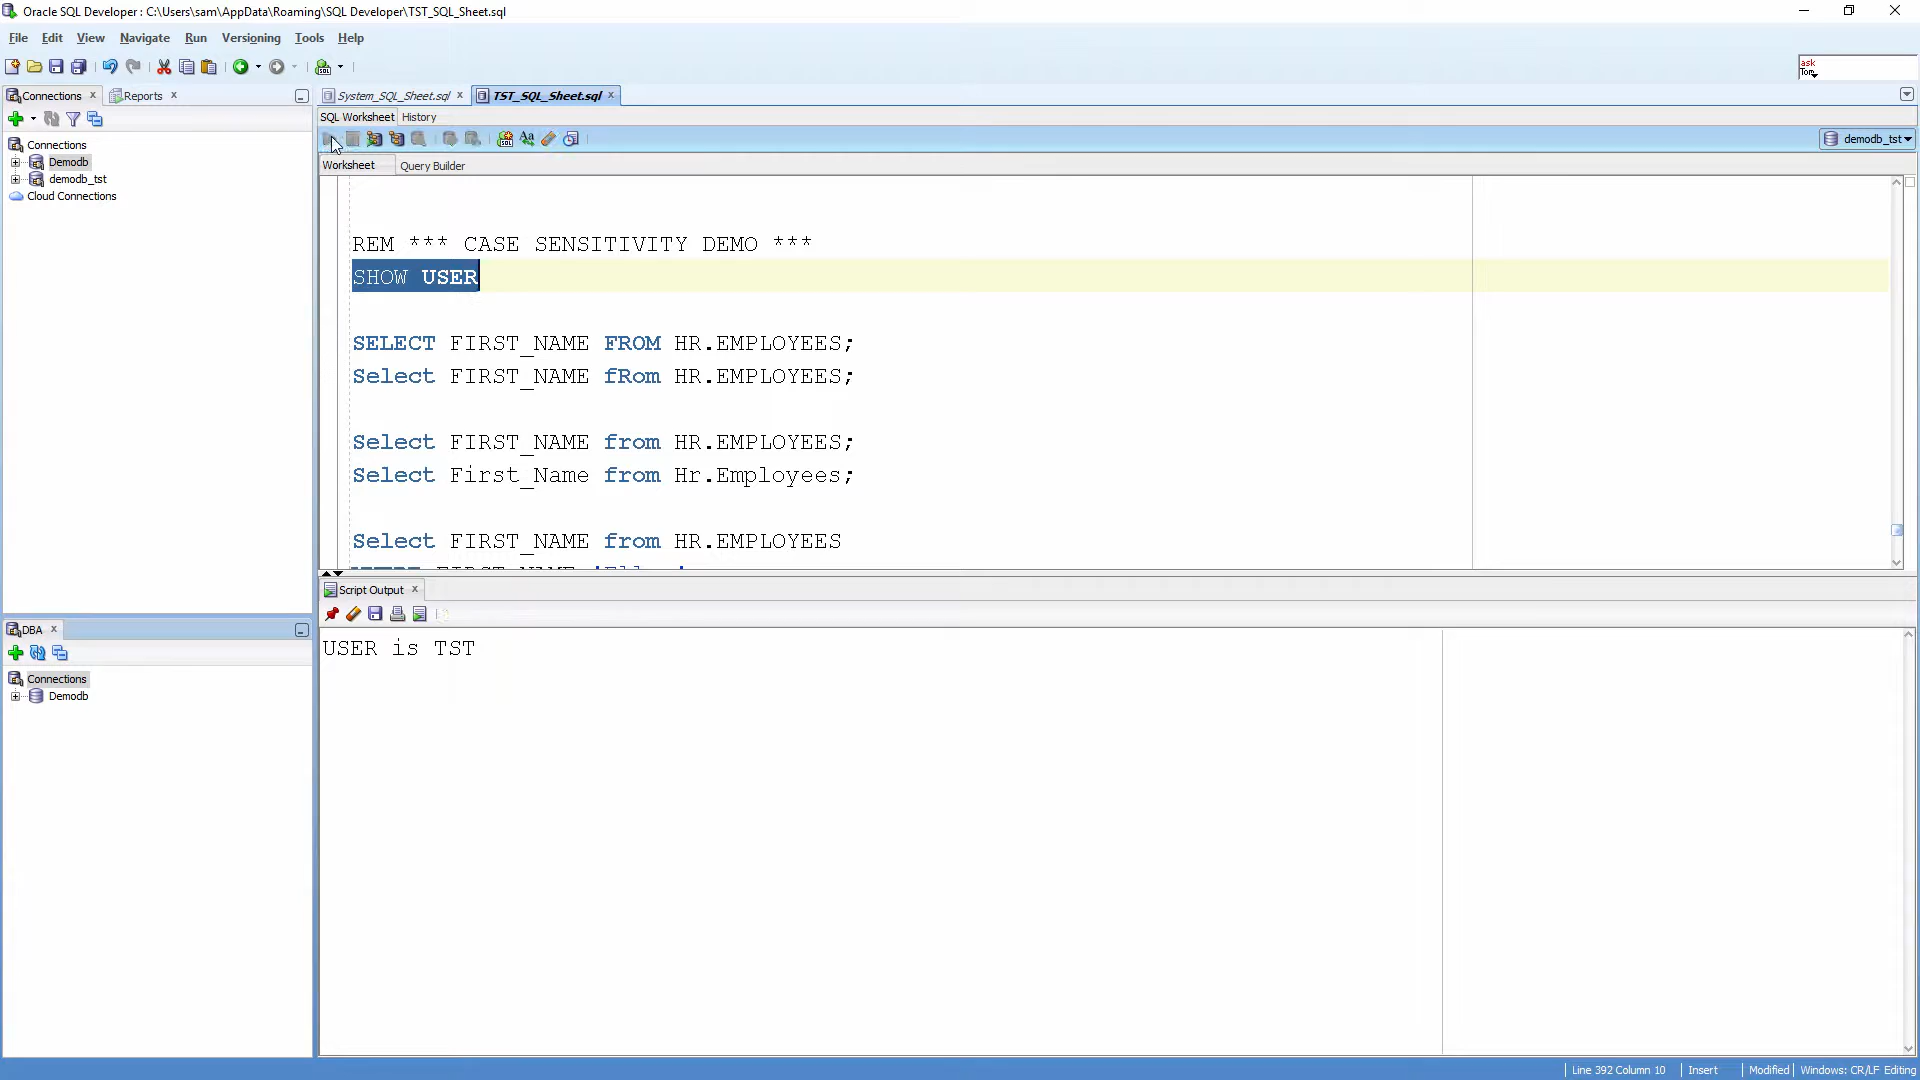 Oracle SQL Developer : C:\Users\sam\AppData\Roaming\SQL Developer\TST_SQL_Sheet.sql
File Edit View Navigate Run Versioning Tools Help
ask
Tom
Connections
Reports
System_SQL_Sheet.sql
TST_SQL_Sheet.sql
SQL Worksheet
History
demodb_tst
Worksheet
Query Builder
Connections
Demodb
demodb_tst
Cloud Connections
REM *** CASE SENSITIVITY DEMO ***
SHOW USER
SELECT FIRST_NAME FROM HR.EMPLOYEES;
Select FIRST_NAME fRom HR.EMPLOYEES;
Select FIRST_NAME from HR.EMPLOYEES;
Select First_Name from Hr.Employees;
Select FIRST_NAME from HR.EMPLOYEES
Script Output
USER is TST
DBA
Connections
Demodb
Line 392 Column 10
Insert
Modified
Windows: CR/LF Editing